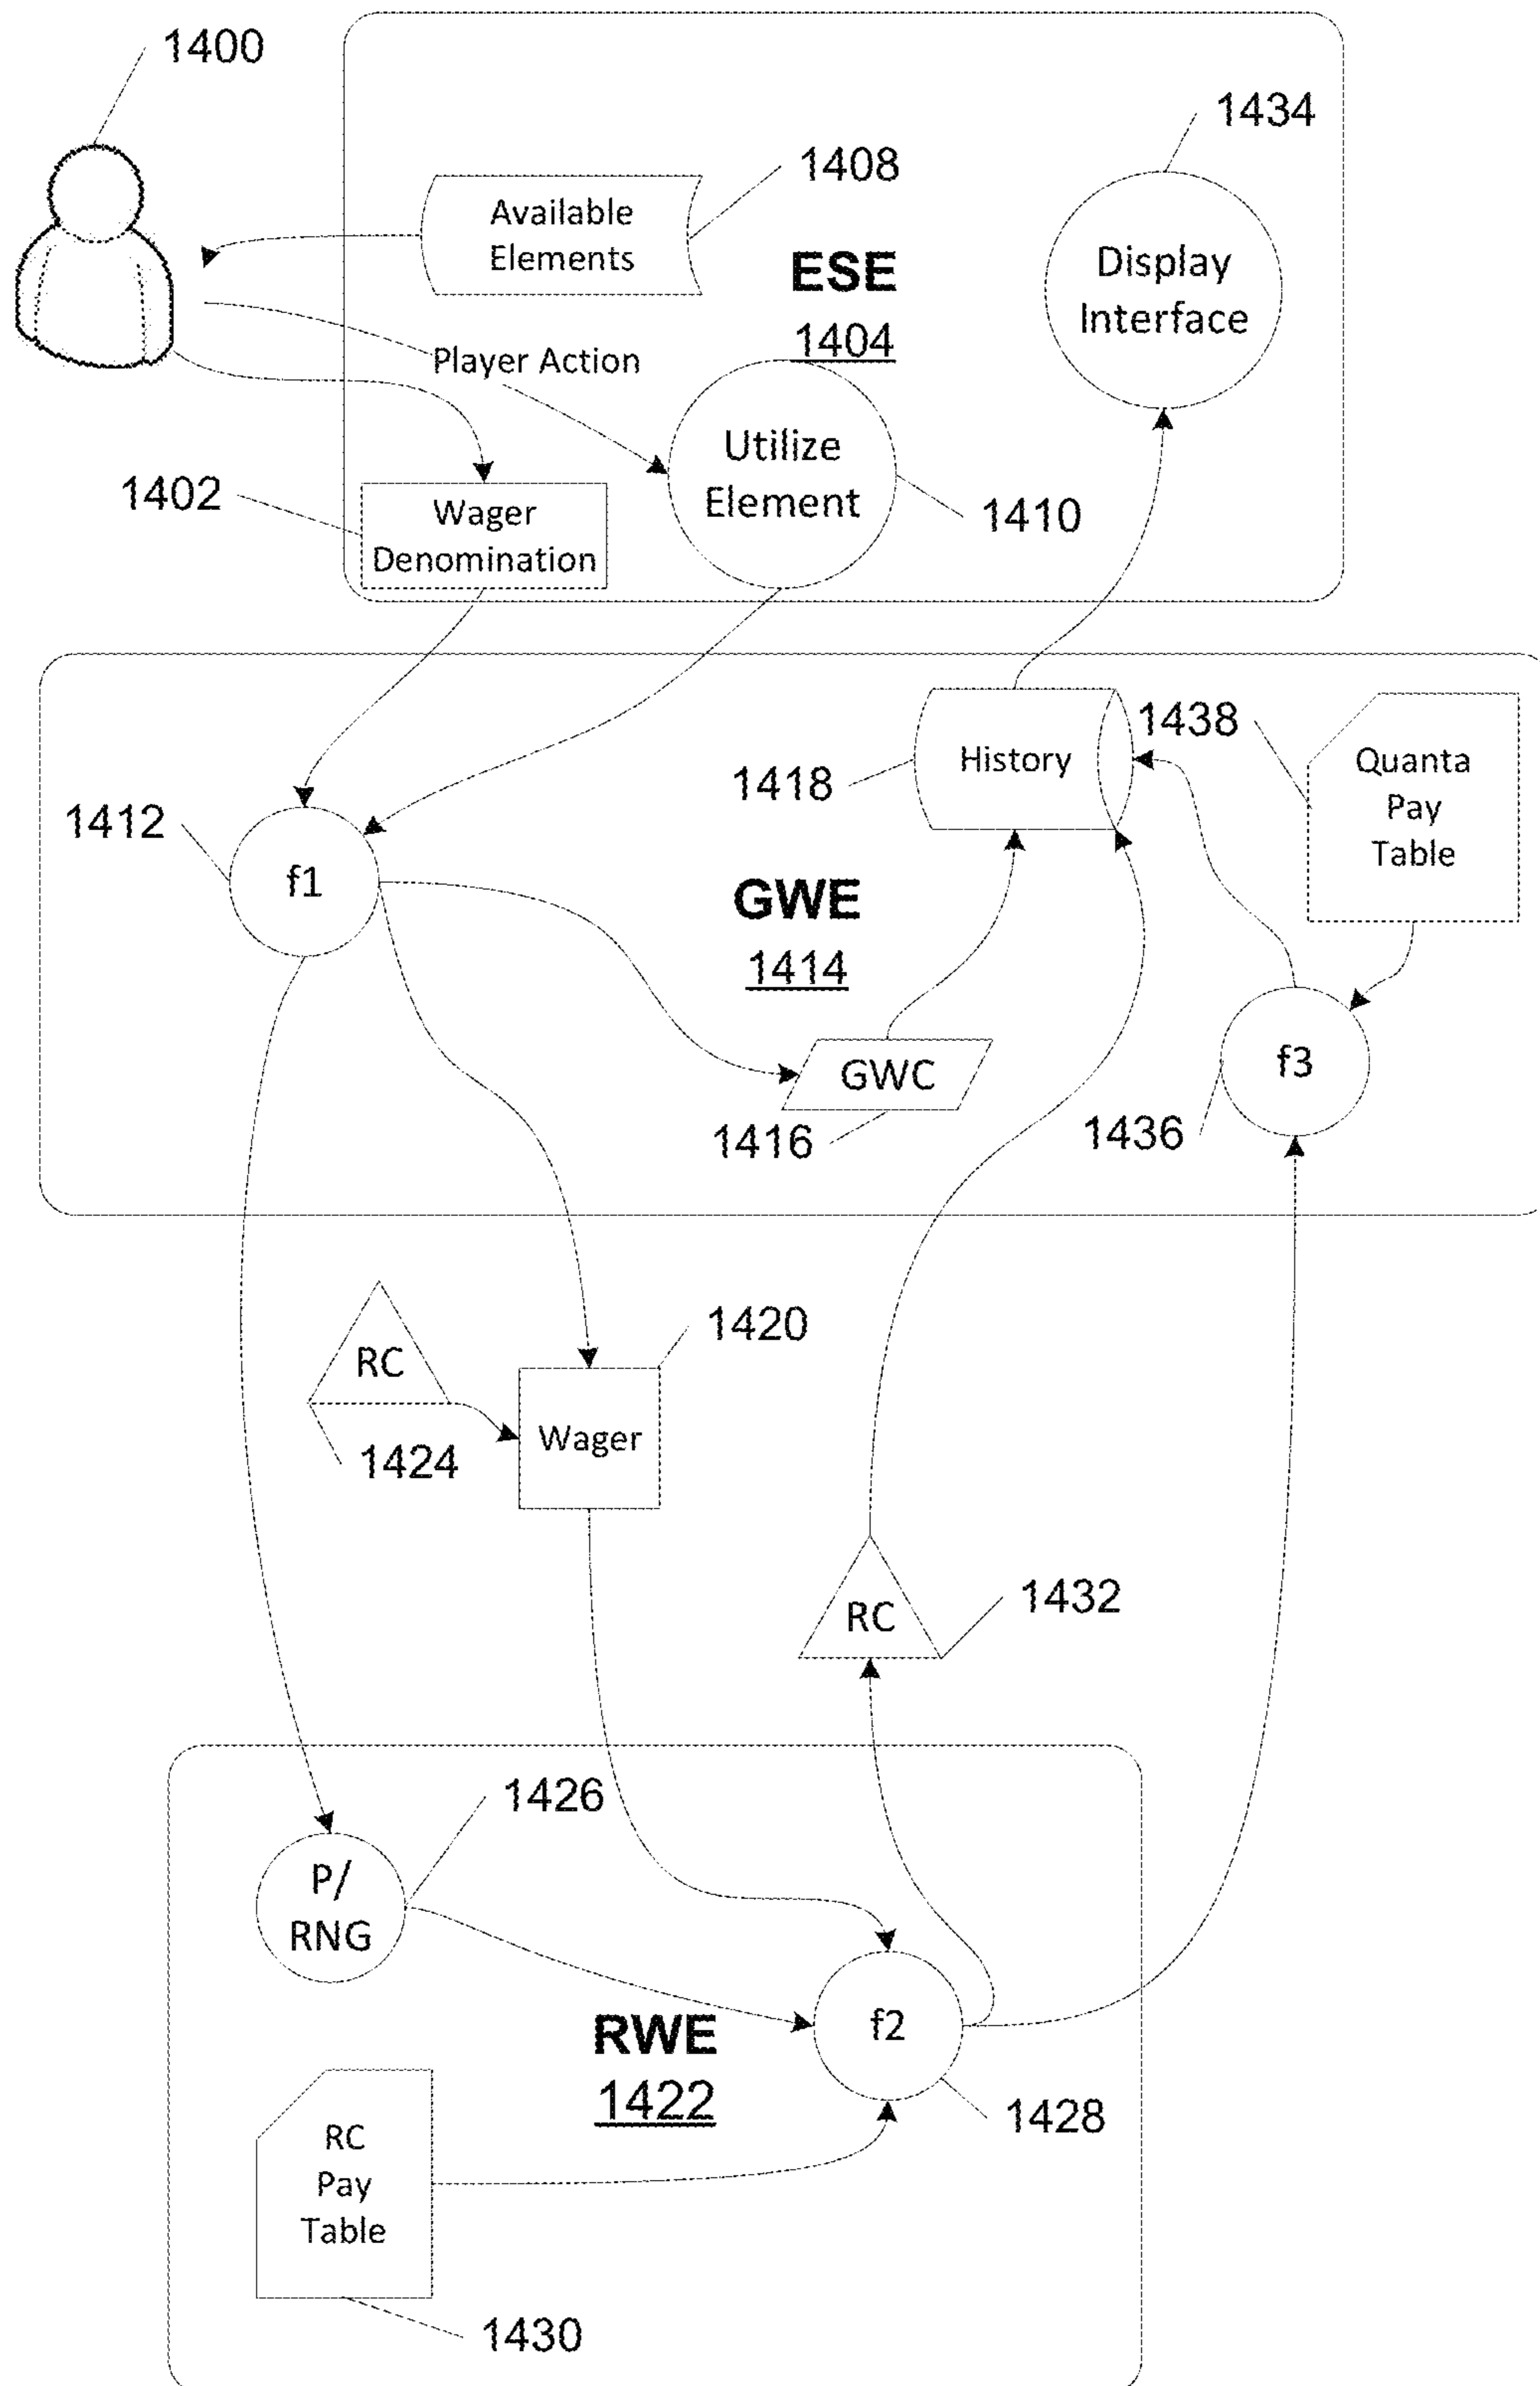 1400
1434
1408
Available
Elements
ESE
1404
Display
Interface
Player Action
Utilize
Element
1402
Wager
Denomination
1410
1438
History
1418
Quanta
Pay
Table
1412
f1
GWE
1414
GWC
1416
f3
1436
1420
RC
Wager
1424
1432
RC
1426
P/
RNG
f2
RWE
1422
1428
RC
Pay
Table
1430